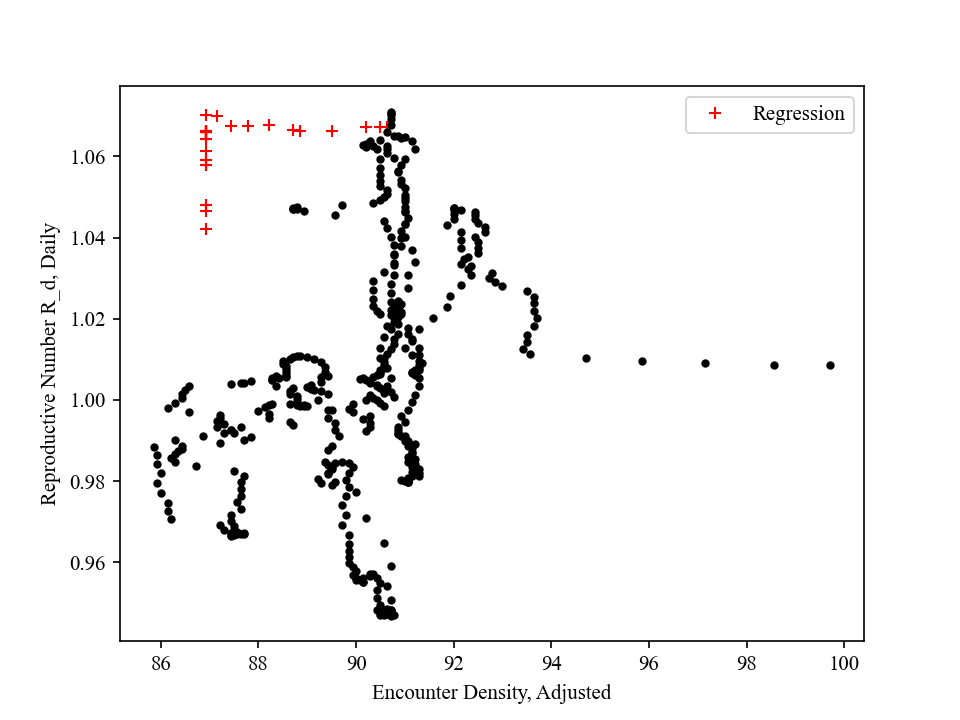 Regression
1.06
1.04
1.02
1.00
0.98
0.96
Reproductive Number R_d, Daily
86 88 90 92 94 96 98 100
Encounter Density, Adjusted